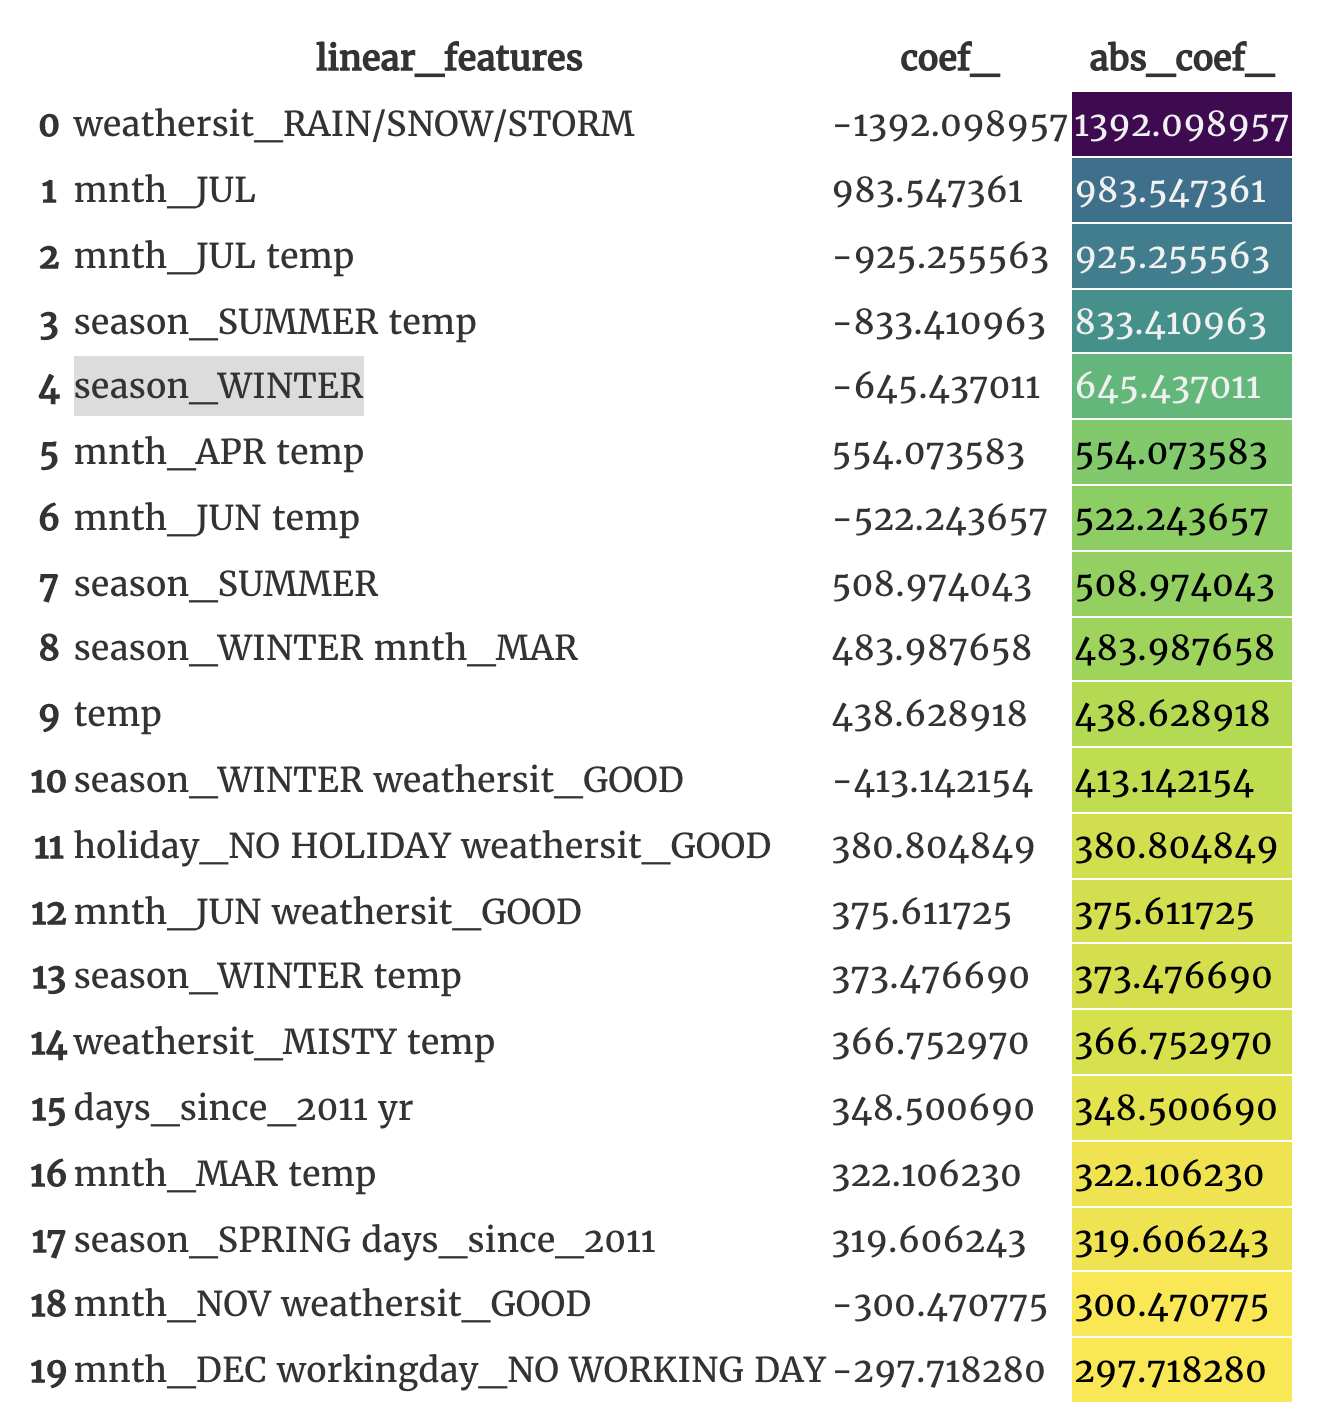 linear_features coef_ abs_coef_
0 weathersit_RAIN/SNOW/STORM -1392.098957 1392.098957
1 mnth_JUL 983.547361 983.547361
2 mnth_JUL temp -925.255563 925.255563
3 season_SUMMER temp -833.410963 833.410963
4 season_WINTER -645.437011 645.437011
5 mnth_APR temp 554.073583 554.073583
6 mnth_JUN temp -522.243657 522.243657
7 season_SUMMER 508.974043 508.974043
8 season_WINTER mnth_MAR 483.987658 483.987658
9 temp 438.628918 438.628918
10 season_WINTER weathersit_GOOD -413.142154 413.142154
11 holiday_NO HOLIDAY weathersit_GOOD 380.804849 380.804849
12 mnth_JUN weathersit_GOOD 375.611725 375.611725
13 season_WINTER temp 373.476690 373.476690
14 weathersit_MISTY temp 366.752970 366.752970
15 days_since_2011 yr 348.500690 348.500690
16 mnth_MAR temp 322.106230 322.106230
17 season_SPRING days_since_2011 319.606243 319.606243
18 mnth_NOV weathersit_GOOD -300.470775 300.470775
19 mnth_DEC workingday_NO WORKING DAY -297.718280 297.718280